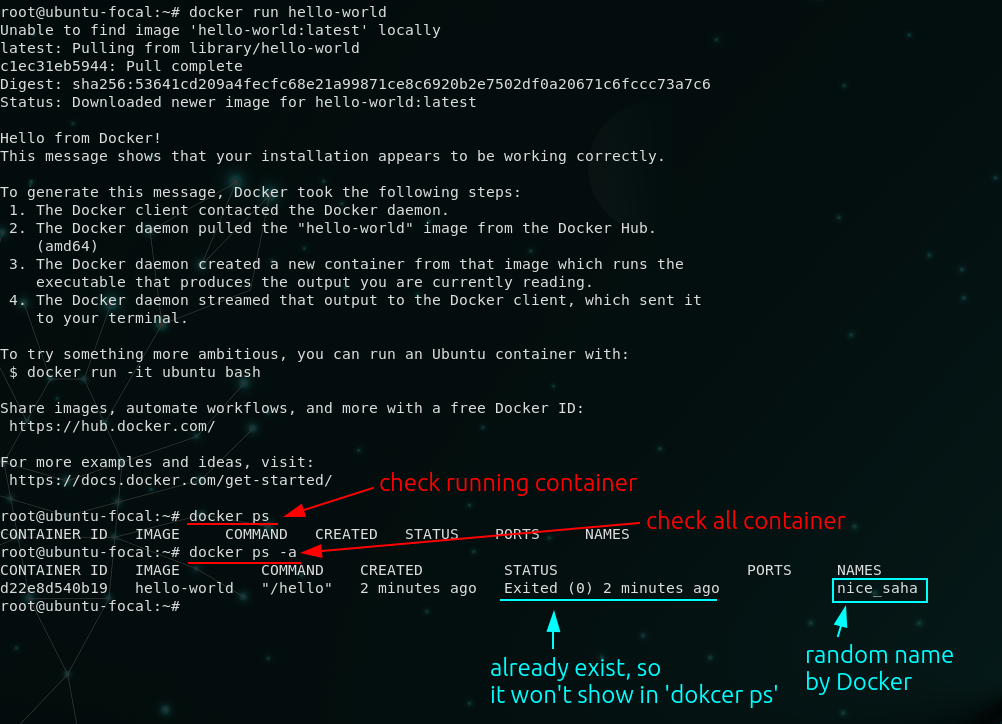 root@ubuntu-focal:~# docker run hello-world
Unable to find image 'hello-world:latest' locally
latest: Pulling from library/hello-world
c1ec31eb5944: Pull complete
Digest: sha256:53641cd209a4fecfc68e21a99871ce8c6920b2e7502df0a20671c6fccc73a7c6
Status: Downloaded newer image for hello-world:latest
Hello from Docker!
This message shows that your installation appears to be working correctly.
To generate this message, Docker took the following steps:
1. The Docker client contacted the Docker daemon.
2. The Docker daemon pulled the "hello-world" image from the Docker Hub.
(amd64)
3. The Docker daemon created a new container from that image which runs the
executable that produces the output you are currently reading.
4. The Docker daemon streamed that output to the Docker client, which sent it
to your terminal.
To try something more ambitious, you can run an Ubuntu container with:
$ docker run -it ubuntu bash
Share images, automate workflows, and more with a free Docker ID:
https://hub.docker.com/
For more examples and ideas, visit:
https://docs.docker.com/get-started/
check running container
root@ubuntu-focal:~# docker ps
check all container
CONTAINER ID IMAGE COMMAND CREATED STATUS PORTS NAMES
root@ubuntu-focal:~# docker ps -a
CONTAINER ID IMAGE COMMAND CREATED STATUS PORTS NAMES
d22e8d540b19 hello-world "/hello" 2 minutes ago Exited (0) 2 minutes ago nice_saha
root@ubuntu-focal:~#
already exist, so
it won't show in 'dokcer ps'
random name
by Docker